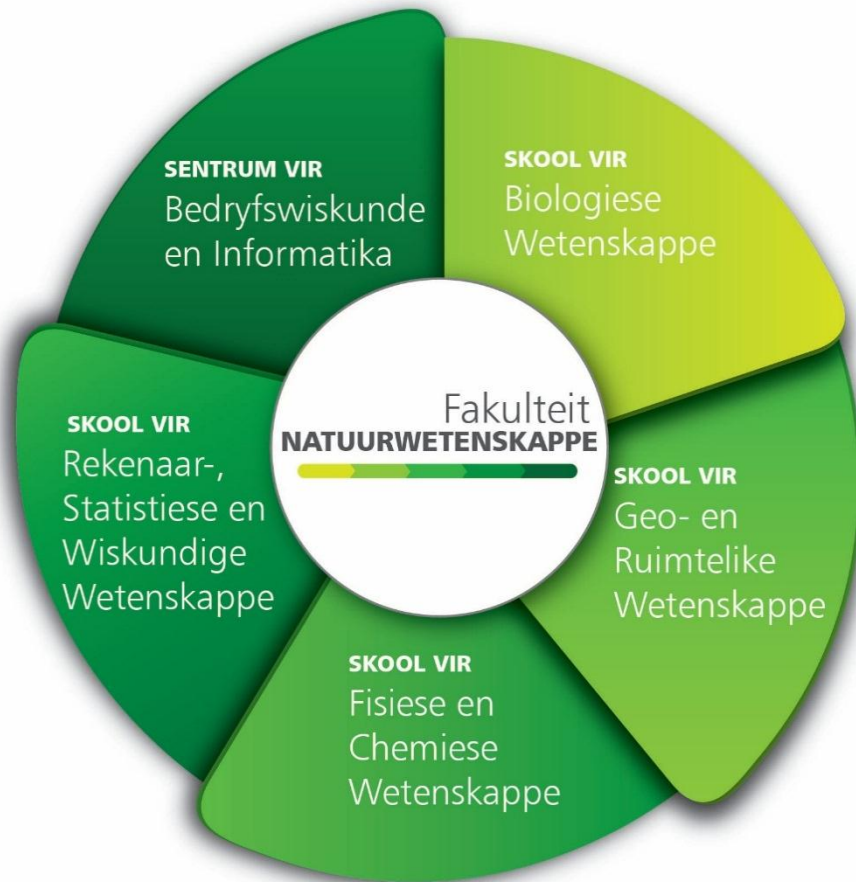 SENTRUM VIR
Bedryfswiskunde
en Informatika
SKOOL VIR
Biologiese
Wetenskappe
Fakulteit
NATUURWETENSKAPPE
SKOOL VIR
Rekenaar-,
Statistiese en
Wiskundige
Wetenskappe
SKOOL VIR
Geo- en
Ruimtelike
Wetenskappe
SKOOL VIR
Fisiese en
Chemiese
Wetenskappe